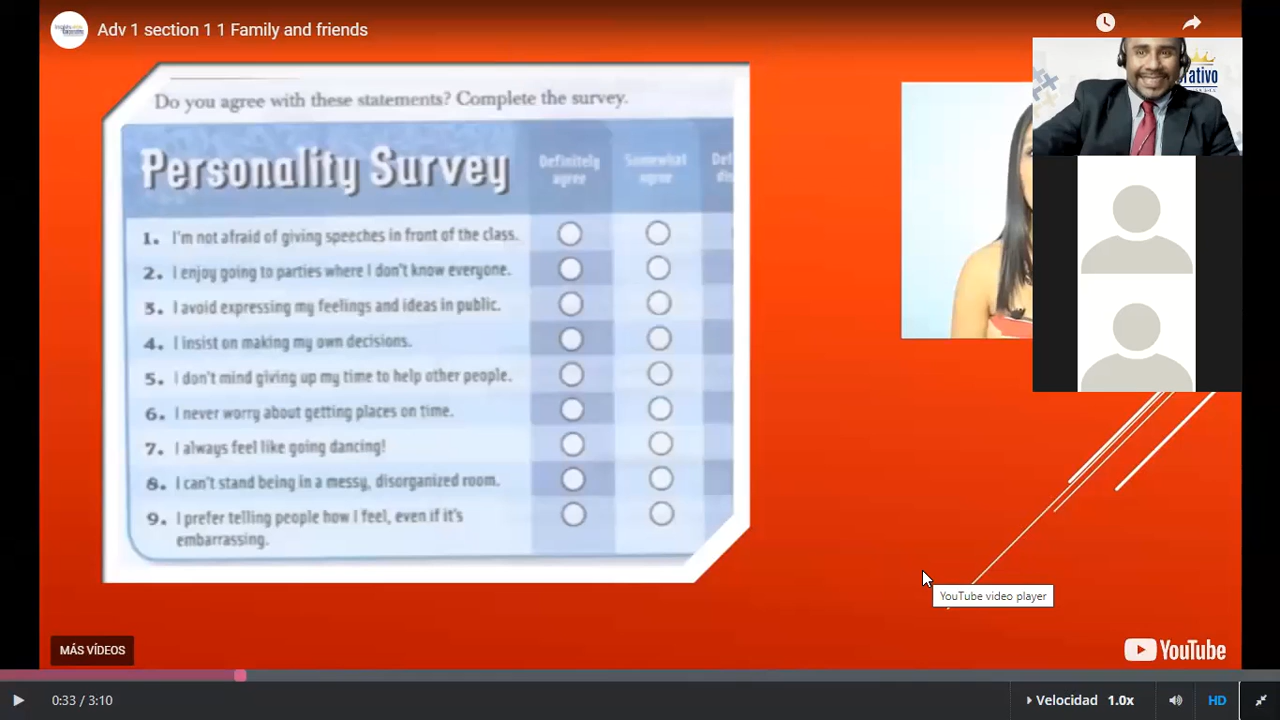 Adv 1 section 1 1 Family and friends
rativo
Do you agree with these statements? Complete the survey.
Personality Survey
Definitely agree
Somewhat agree
1. I'm not afraid of giving speeches in front of the class.
2. I enjoy going to parties where I don't know everyone.
3. I avoid expressing my feelings and ideas in public.
4. I insist on making my own decisions.
5. I don't mind giving up my time to help other people.
6. I never worry about getting places on time.
7. I always feel like going dancing!
8. I can't stand being in a messy, disorganized room.
9. I prefer telling people how I feel, even if it's
embarrassing.
YouTube video player
MÁS VÍDEOS
YouTube
0:33 / 3:10
Velocidad 1.0x
HD